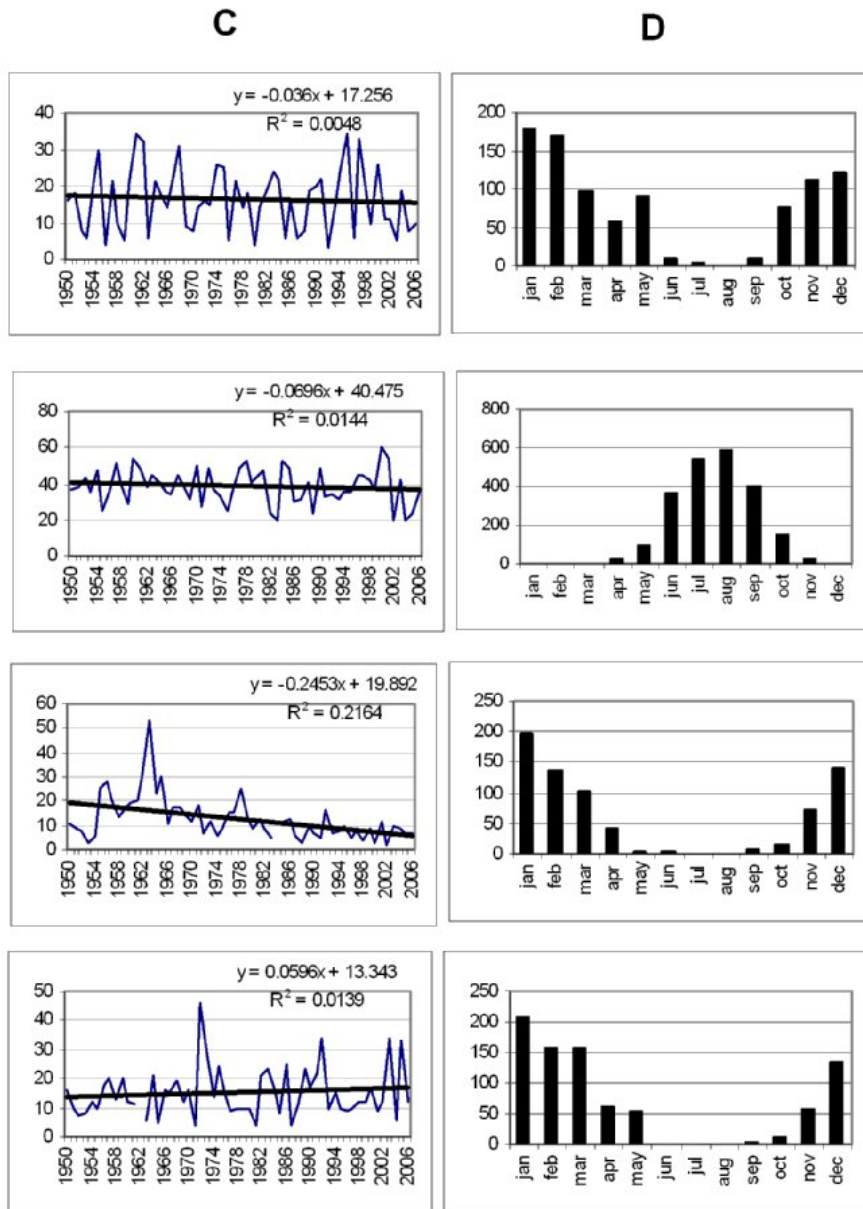 C
D
y = -0.036x + 17.256
R² = 0.0048
40
30
20
10
0
1950 1954 1958 1962 1966 1970 1974 1978 1982 1986 1990 1994 1998 2002 2006
200
150
100
50
0
jan feb mar apr may jun jul aug sep oct nov dec
y = -0.0696x + 40.475
R² = 0.0144
80
60
40
20
0
1950 1954 1958 1962 1966 1970 1974 1978 1982 1986 1990 1994 1998 2002 2006
800
600
400
200
0
jan feb mar apr may jun jul aug sep oct nov dec
y = -0.2453x + 19.892
R² = 0.2164
60
50
40
30
20
10
0
1950 1954 1958 1962 1966 1970 1974 1978 1982 1986 1990 1994 1998 2002 2006
250
200
150
100
50
0
jan feb mar apr may jun jul aug sep oct nov dec
y = 0.0596x + 13.343
R² = 0.0139
50
40
30
20
10
0
1950 1954 1958 1962 1966 1970 1974 1978 1982 1986 1990 1994 1998 2002 2006
250
200
150
100
50
0
jan feb mar apr may jun jul aug sep oct nov dec